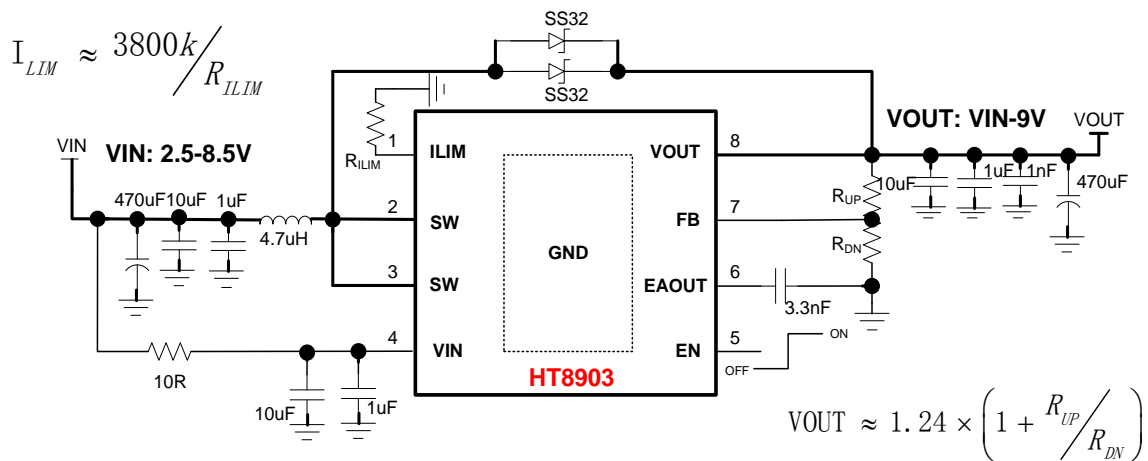 SS32
I_LIM ≈ 3800k/R_ILIM
SS32
VIN
VIN: 2.5-8.5V
R_ILIM
1
ILIM
VOUT
8
VOUT: VIN-9V
VOUT
470uF
10uF
1uF
4.7uH
2
SW
GND
FB
7
R_UP
R_DN
10uF
1uF
1nF
470uF
3
SW
EAOUT
6
3.3nF
10R
4
VIN
EN
5
ON
OFF
10uF
1uF
HT8903
VOUT ≈ 1.24 × (1 + R_UP/R_DN)